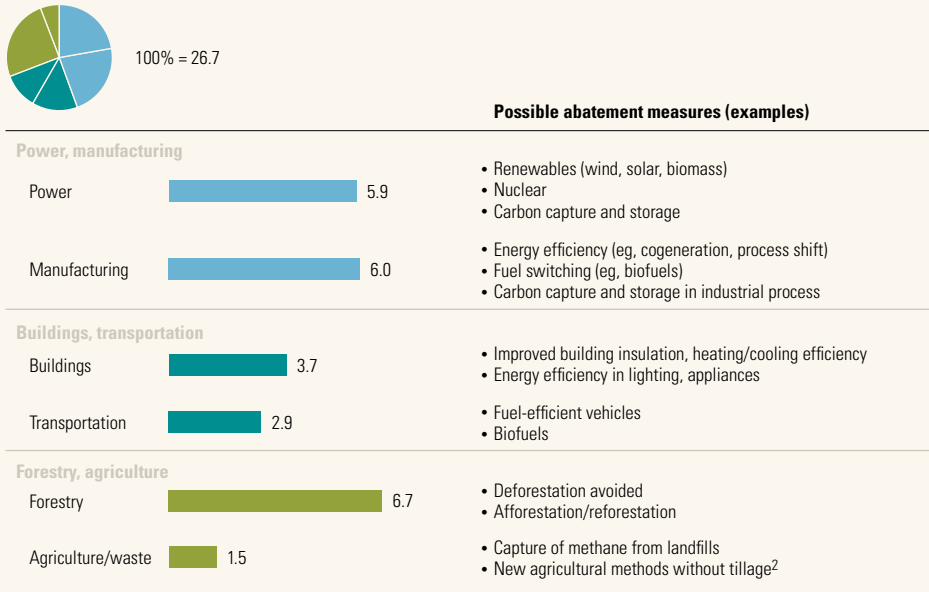 100% = 26.7
Possible abatement measures (examples)
Power, manufacturing
Power
5.9
• Renewables (wind, solar, biomass)
• Nuclear
• Carbon capture and storage
Manufacturing
6.0
• Energy efficiency (eg, cogeneration, process shift)
• Fuel switching (eg, biofuels)
• Carbon capture and storage in industrial process
Buildings, transportation
Buildings
3.7
• Improved building insulation, heating/cooling efficiency
• Energy efficiency in lighting, appliances
Transportation
2.9
• Fuel-efficient vehicles
• Biofuels
Forestry, agriculture
Forestry
6.7
• Deforestation avoided
• Afforestation/reforestation
Agriculture/waste
1.5
• Capture of methane from landfills
• New agricultural methods without tillage2